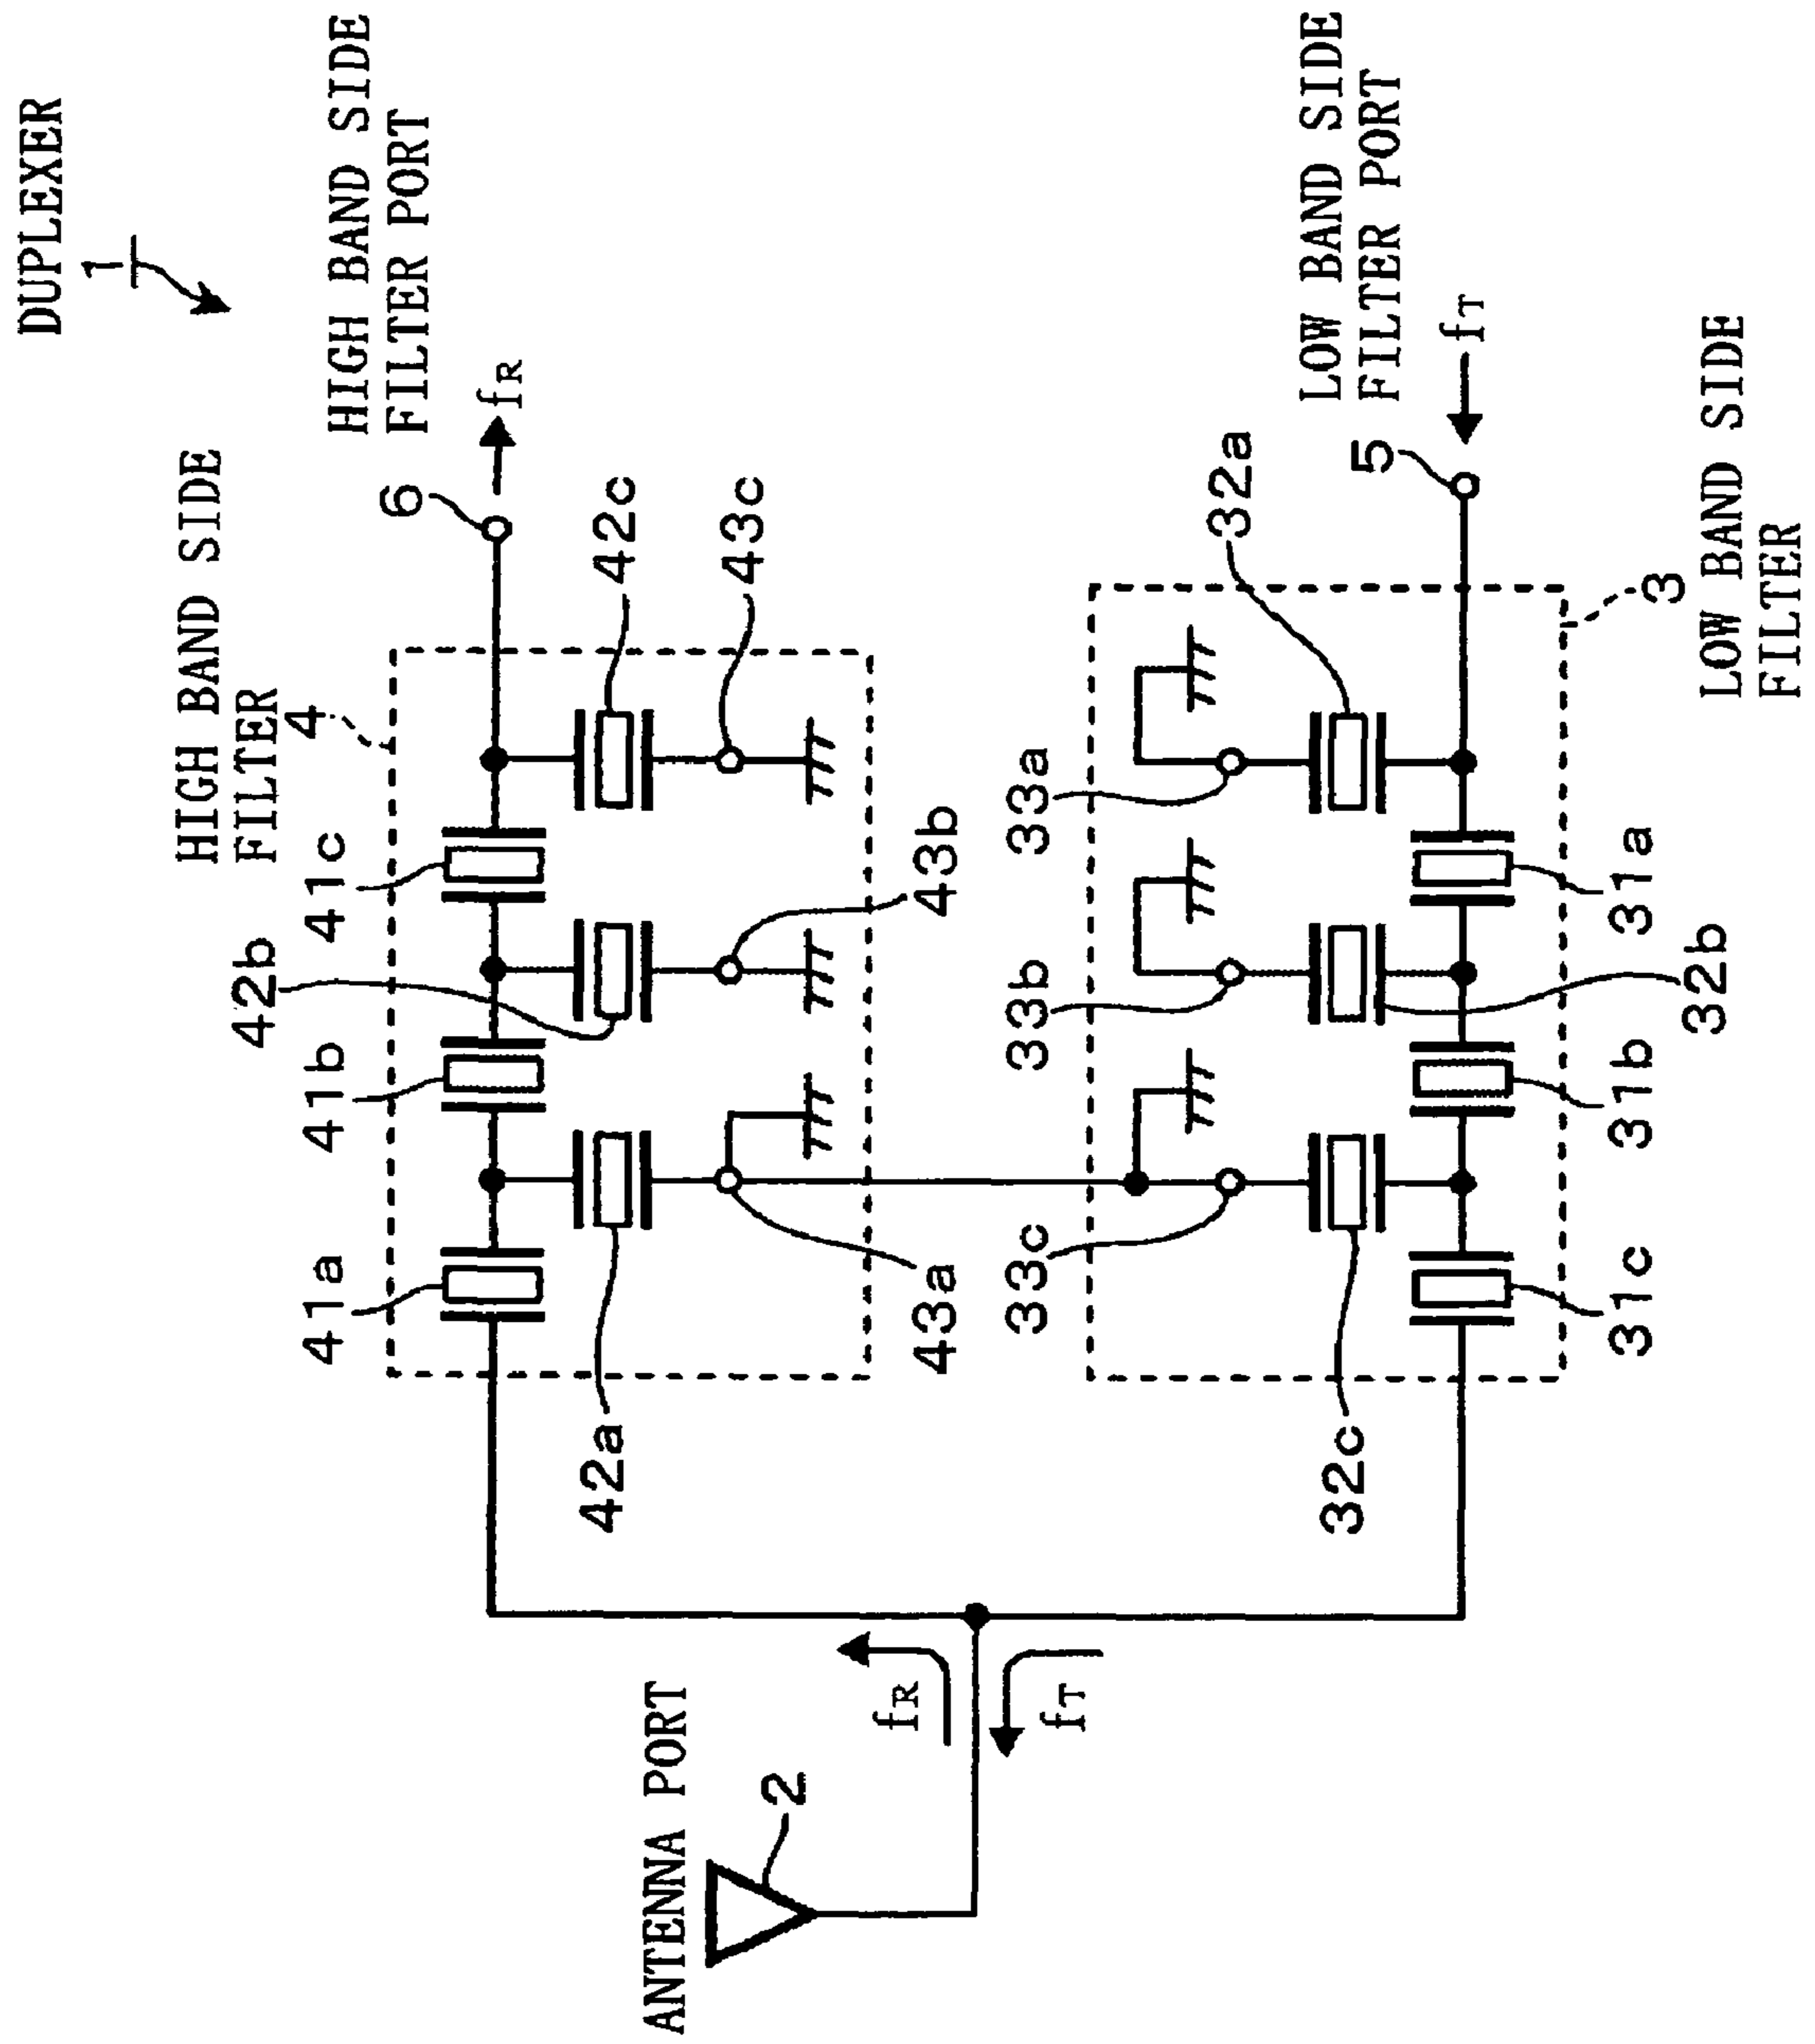 DUPLEXER
1
HIGH BAND SIDE
FILTER PORT
HIGH BAND SIDE
FILTER
4
6
fR
41a
41b
41c
42b
42a
42c
43a
43b
43c
ANTENNA PORT
2
fR
fT
33c
33b
33a
32a
32c
32b
31c
31b
31a
5
fT
LOW BAND SIDE
FILTER PORT
3
LOW BAND SIDE
FILTER